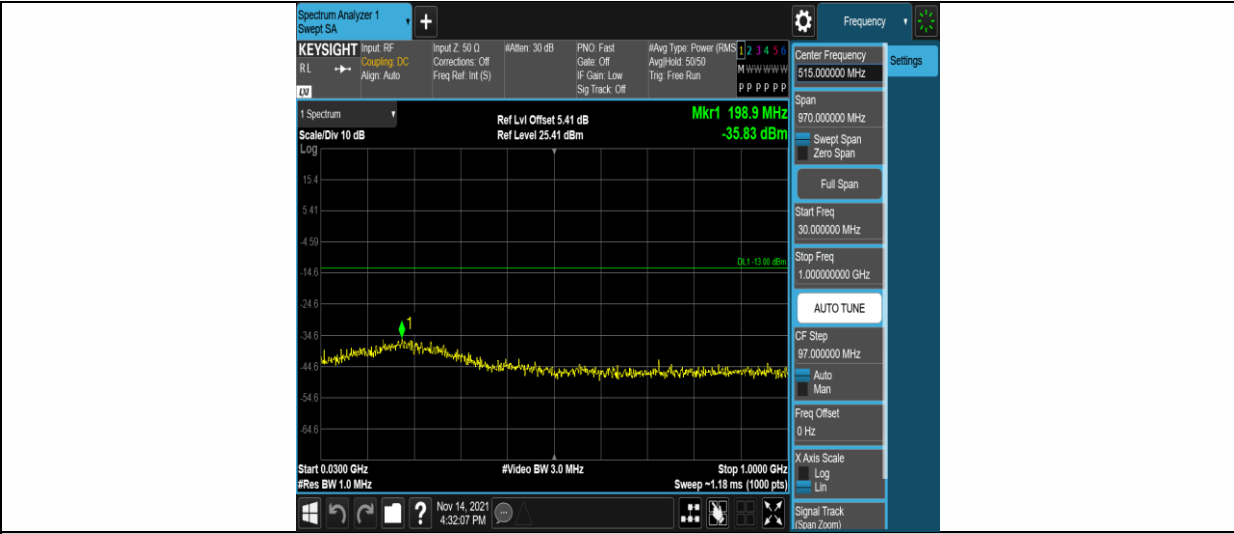 Spectrum Analyzer 1
Swept SA
+
Frequency
KEYSIGHT
RL
LXI
Input: RF
Coupling: DC
Align: Auto
Input Z: 50 Ω
Corrections: Off
Freq Ref: Int (S)
#Atten: 30 dB
PNO: Fast
Gate: Off
IF Gain: Low
Sig Track: Off
#Avg Type: Power (RMS
Avg|Hold: 50/50
Trig: Free Run
1 2 3 4 5 6
M W W W W W
P P P P P P
1 Spectrum
Scale/Div 10 dB
Ref Lvl Offset 5.41 dB
Ref Level 25.41 dBm
Mkr1 198.9 MHz
-35.83 dBm
Log
15.4
5.41
-4.59
-14.6
-24.6
-34.6
-44.6
-54.6
-64.6
DL1 -13.00 dBm
1
Start 0.0300 GHz
#Res BW 1.0 MHz
#Video BW 3.0 MHz
Stop 1.0000 GHz
Sweep ~1.18 ms (1000 pts)
?
Nov 14, 2021
4:32:07 PM
Center Frequency
515.000000 MHz
Settings
Span
970.000000 MHz
Swept Span
Zero Span
Full Span
Start Freq
30.000000 MHz
Stop Freq
1.000000000 GHz
AUTO TUNE
CF Step
97.000000 MHz
Auto
Man
Freq Offset
0 Hz
X Axis Scale
Log
Lin
Signal Track
(Span Zoom)